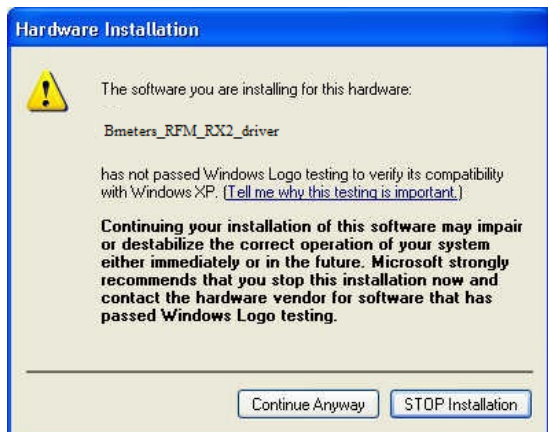 Hardware Installation
The software you are installing for this hardware:
Bmeters_RFM_RX2_driver
has not passed Windows Logo testing to verify its compatibility
with Windows XP. (Tell me why this testing is important.)
Continuing your installation of this software may impair
or destabilize the correct operation of your system
either immediately or in the future. Microsoft strongly
recommends that you stop this installation now and
contact the hardware vendor for software that has
passed Windows Logo testing.
Continue Anyway
STOP Installation